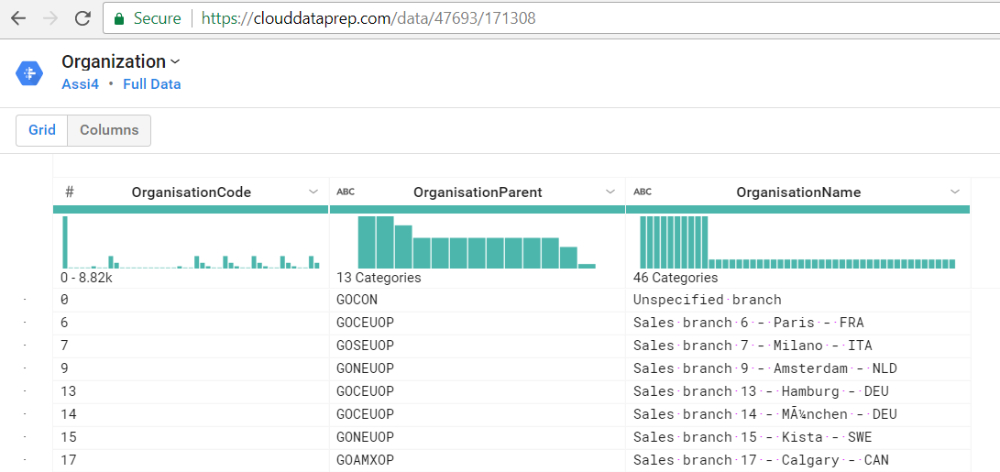 Secure https://clouddataprep.com/data/47693/171308
Organization
Assi4 • Full Data
Grid Columns
# OrganisationCode ABC OrganisationParent ABC OrganisationName
0 - 8.82k 13 Categories 46 Categories
0 GOCON Unspecified·branch
6 GOCEUOP Sales·branch·6·-·Paris·-·FRA
7 GOSEUOP Sales·branch·7·-·Milano·-·ITA
9 GONEUOP Sales·branch·9·-·Amsterdam·-·NLD
13 GOCEUOP Sales·branch·13·-·Hamburg·-·DEU
14 GOCEUOP Sales·branch·14·-·München·-·DEU
15 GONEUOP Sales·branch·15·-·Kista·-·SWE
17 GOAMXOP Sales·branch·17·-·Calgary·-·CAN